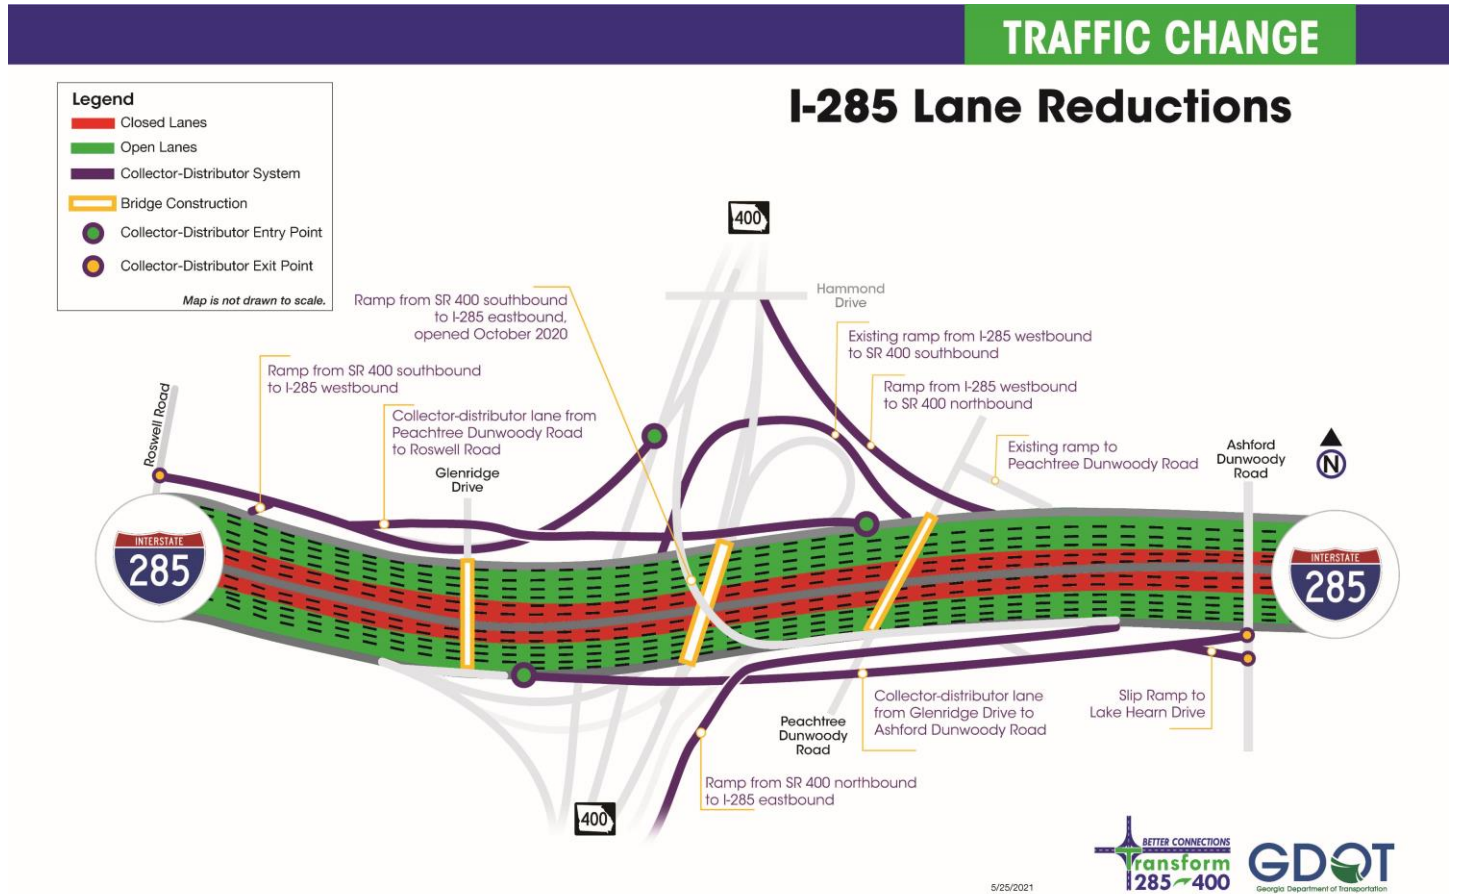 TRAFFIC CHANGE
I-285 Lane Reductions
Legend
Closed Lanes
Open Lanes
Collector-Distributor System
Bridge Construction
Collector-Distributor Entry Point
Collector-Distributor Exit Point
Map is not drawn to scale.
400
Hammond
Drive
Ramp from SR 400 southbound
to I-285 eastbound,
opened October 2020
Existing ramp from I-285 westbound
to SR 400 southbound
Ramp from SR 400 southbound
to I-285 westbound
Ramp from I-285 westbound
to SR 400 northbound
Roswell Road
Collector-distributor lane from
Peachtree Dunwoody Road
to Roswell Road
Existing ramp to
Peachtree Dunwoody Road
Ashford
Dunwoody
Road
N
Glenridge
Drive
INTERSTATE
285
INTERSTATE
285
Collector-distributor lane
from Glenridge Drive to
Ashford Dunwoody Road
Slip Ramp to
Lake Hearn Drive
Peachtree
Dunwoody
Road
Ramp from SR 400 northbound
to I-285 eastbound
400
BETTER CONNECTIONS
Transform
285 400
GDOT
Georgia Department of Transportation
5/25/2021